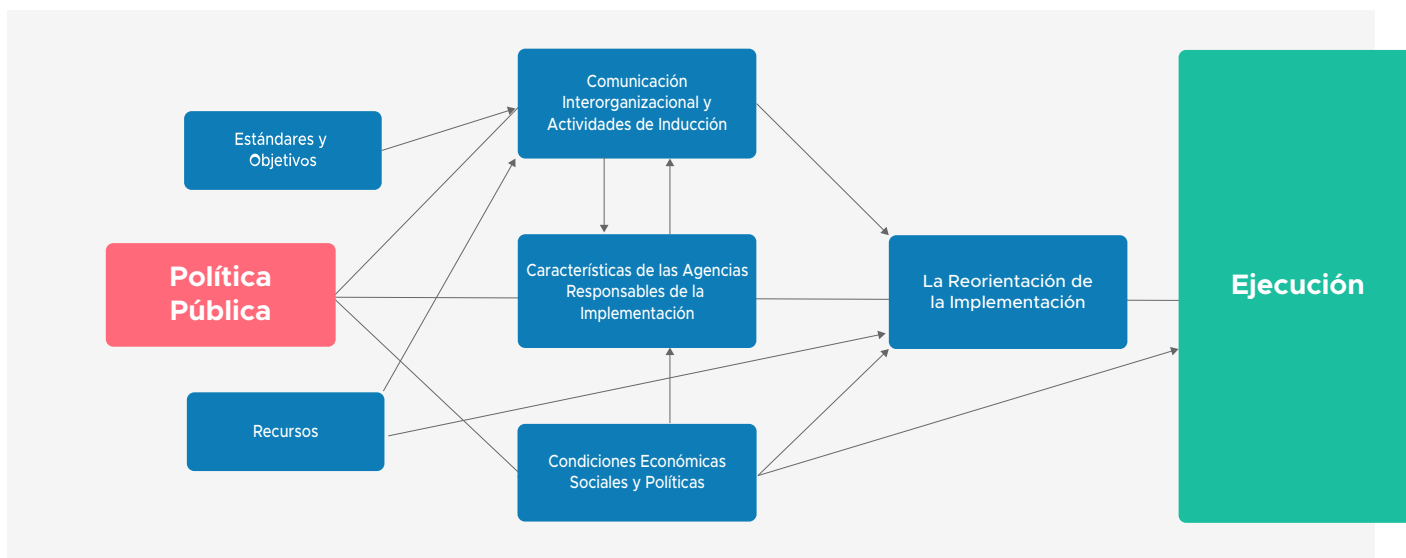 Comunicación
Interorganizacional y
Actividades de Inducción
Estándares y
Objetivos
Política
Pública
Características de las Agencias
Responsables de la
Implementación
La Reorientación de
la Implementación
Ejecución
Recursos
Condiciones Económicas
Sociales y Políticas